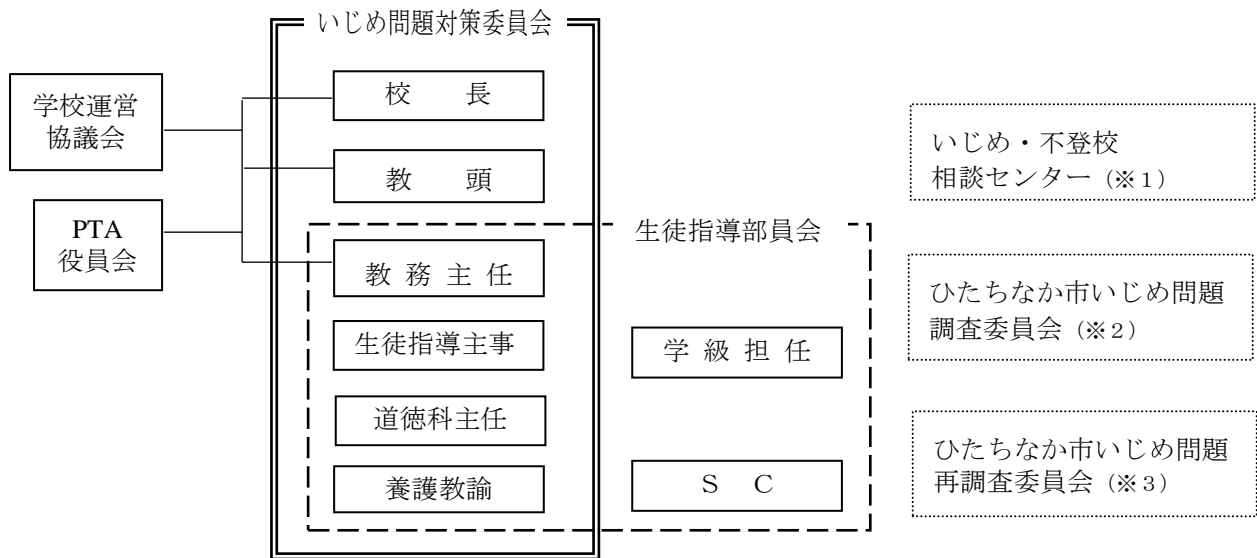 いじめ問題対策委員会
学校運営
協議会
PTA
役員会
校　　長
教　　頭
教 務 主 任
生徒指導主事
道徳科主任
養護教諭
生徒指導部員会
学 級 担 任
Ｓ　Ｃ
いじめ・不登校
相談センター（※１）
ひたちなか市いじめ問題
調査委員会（※２）
ひたちなか市いじめ問題
再調査委員会（※３）